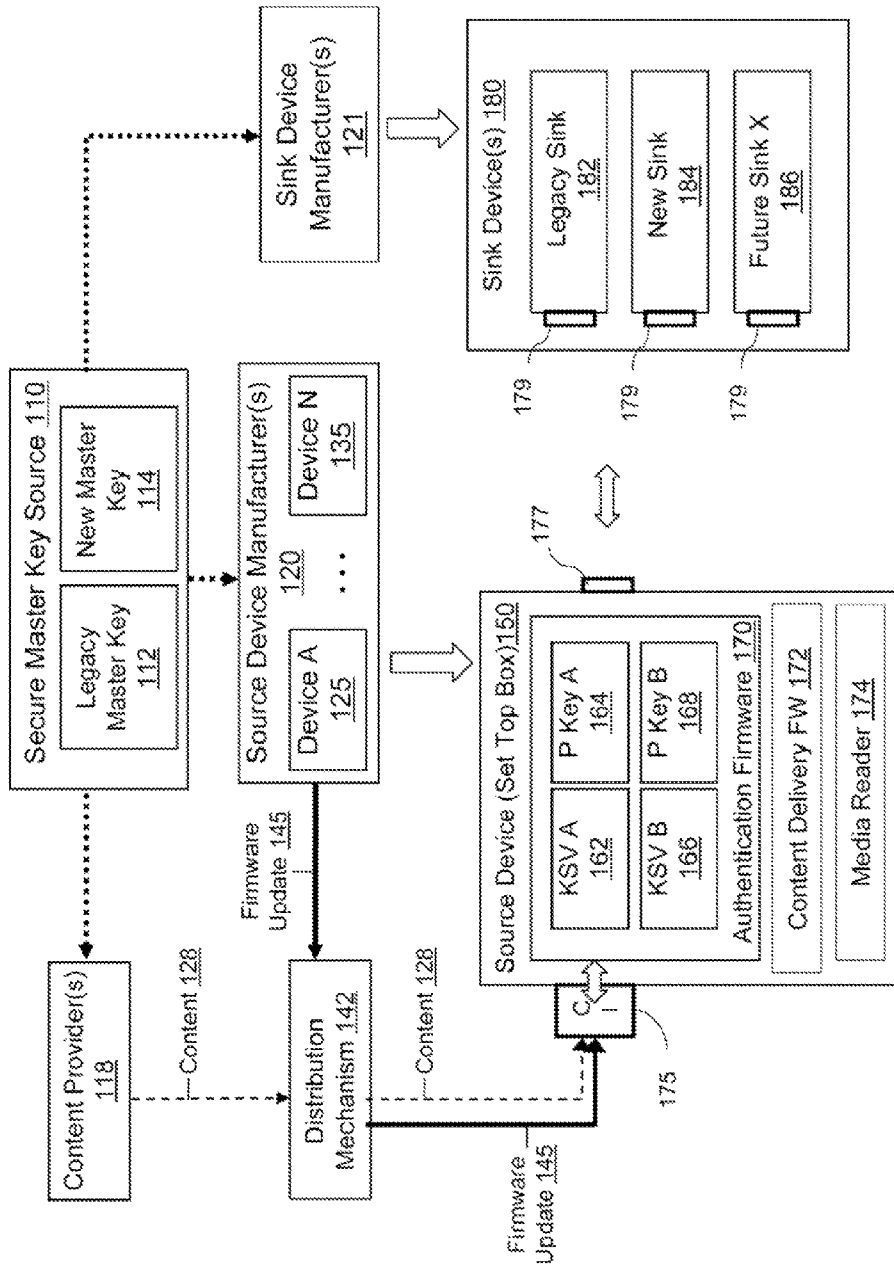 Secure Master Key Source 110
Legacy
Master Key
112
New Master
Key
114
Content Provider(s)
118
Source Device Manufacturer(s)
120
Device A
125
...
Device N
135
Sink Device
Manufacturer(s)
121
Content 128
Firmware
Update 145
Distribution
Mechanism 142
Content 128
Firmware
Update 145
C
I
175
Source Device (Set Top Box)150
KSV A
162
P Key A
164
KSV B
166
P Key B
168
Authentication Firmware 170
Content Delivery FW 172
Media Reader 174
177
Sink Device(s) 180
Legacy Sink
182
New Sink
184
Future Sink X
186
179
179
179